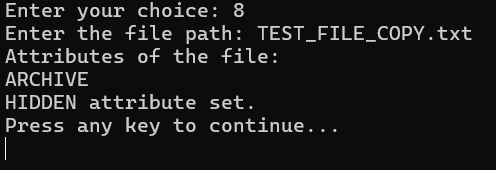 Enter your choice: 8
Enter the file path: TEST_FILE_COPY.txt
Attributes of the file:
ARCHIVE
HIDDEN attribute set.
Press any key to continue...